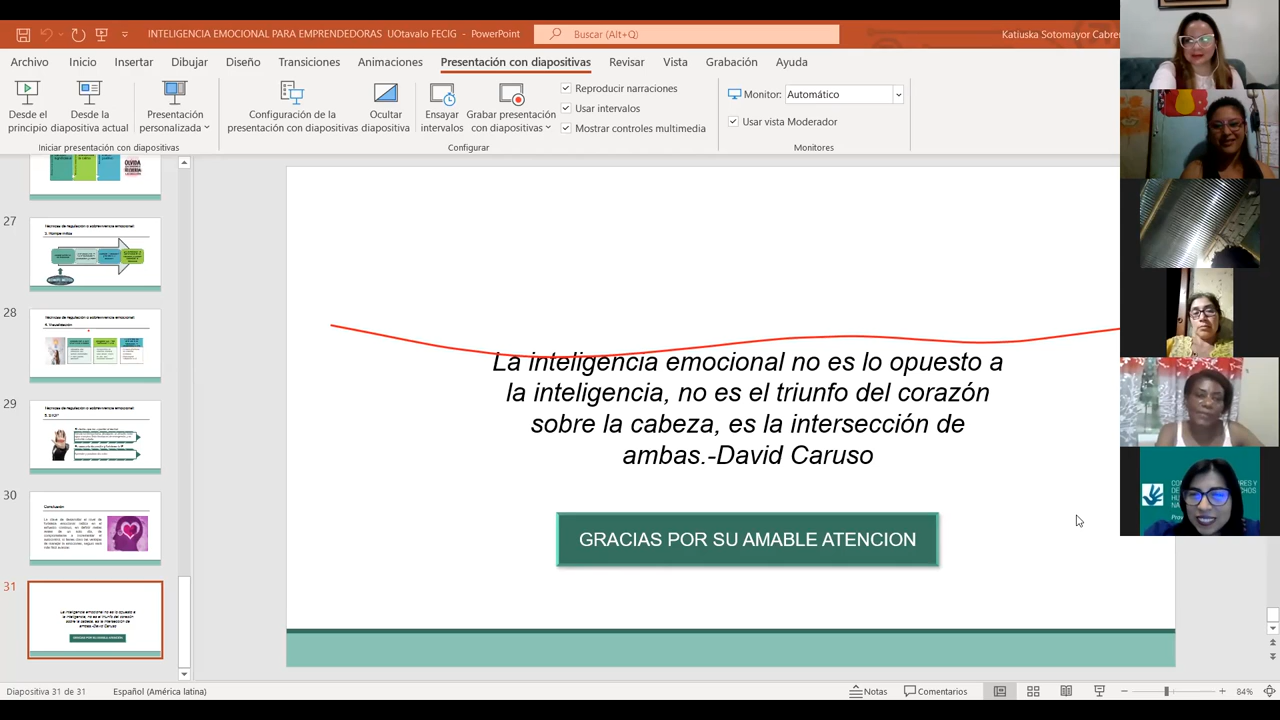 INTELIGENCIA EMOCIONAL PARA EMPRENDEDORAS UOtavalo FECIG - PowerPoint
Buscar (Alt+Q)
Katiuska Sotomayor
Archivo Inicio Insertar Dibujar Diseño Transiciones Animaciones Presentación con diapositivas Revisar Vista Grabación Ayuda
Desde el principio
Desde la diapositiva actual
Presentación personalizada
Iniciar presentación con diapositivas
Configuración de la presentación con diapositivas
Ocultar diapositiva
Ensayar intervalos
Grabar presentación con diapositivas
Reproducir narraciones
Usar intervalos
Mostrar controles multimedia
Configurar
Monitor: Automático
Usar vista Moderador
Monitores
27
28
4. Visualización
29
30
Conclusión
31
La inteligencia emocional no es lo opuesto a
la inteligencia, no es el triunfo del corazón
sobre la cabeza, es la intersección de
ambas.-David Caruso
GRACIAS POR SU AMABLE ATENCION
Diapositiva 31 de 31
Español (América latina)
Notas
Comentarios
84%